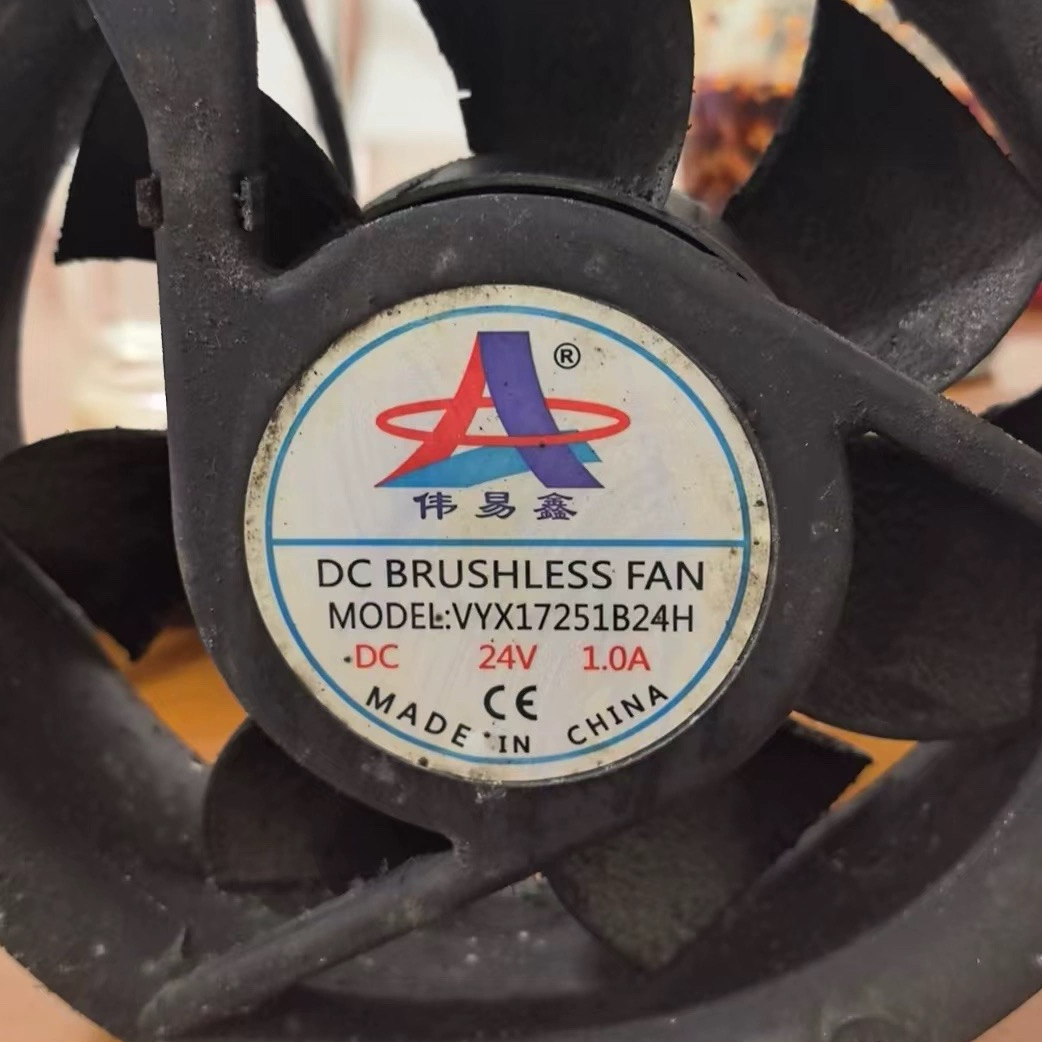 ®
伟易鑫
DC BRUSHLESS FAN
MODEL:VYX17251B24H
DC 24V 1.0A
CE
MADE IN CHINA